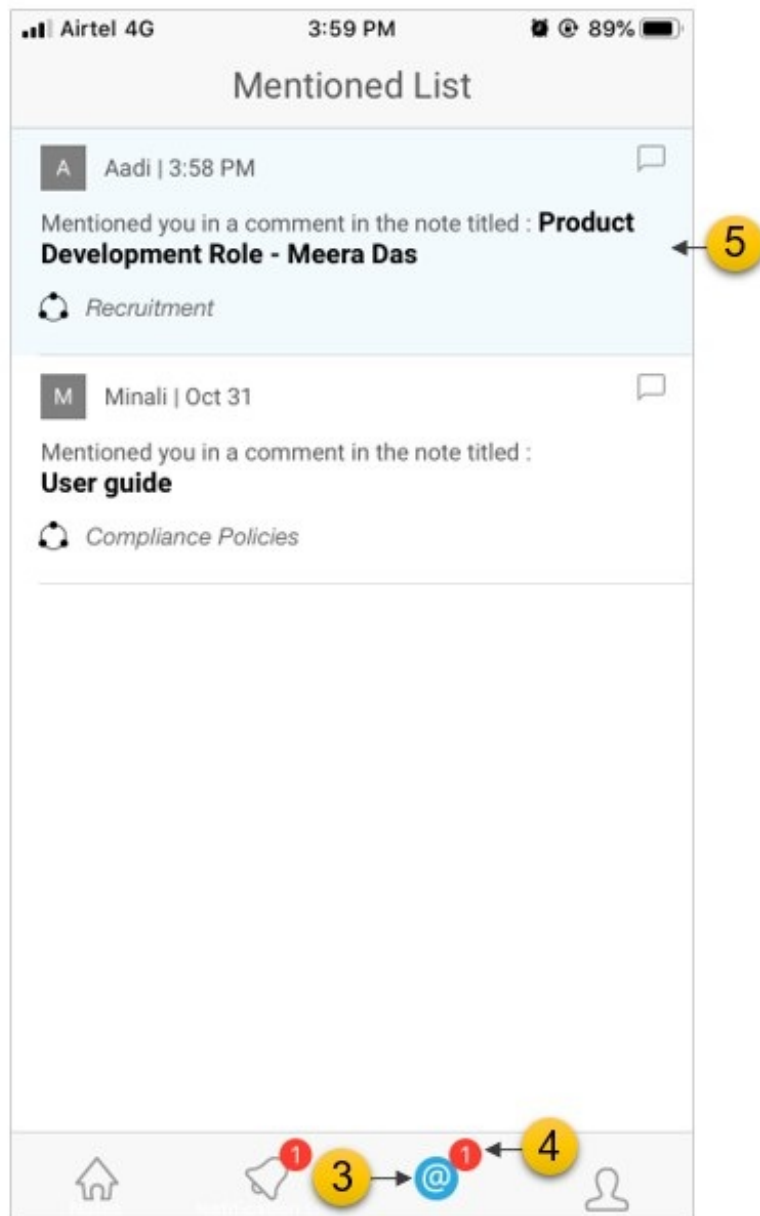 Airtel 4G 3:59 PM 89%
Mentioned List
A Aadi | 3:58 PM
Mentioned you in a comment in the note titled : Product
Development Role - Meera Das
5
Recruitment
M Minali | Oct 31
Mentioned you in a comment in the note titled :
User guide
Compliance Policies
1 3 @ 1 4